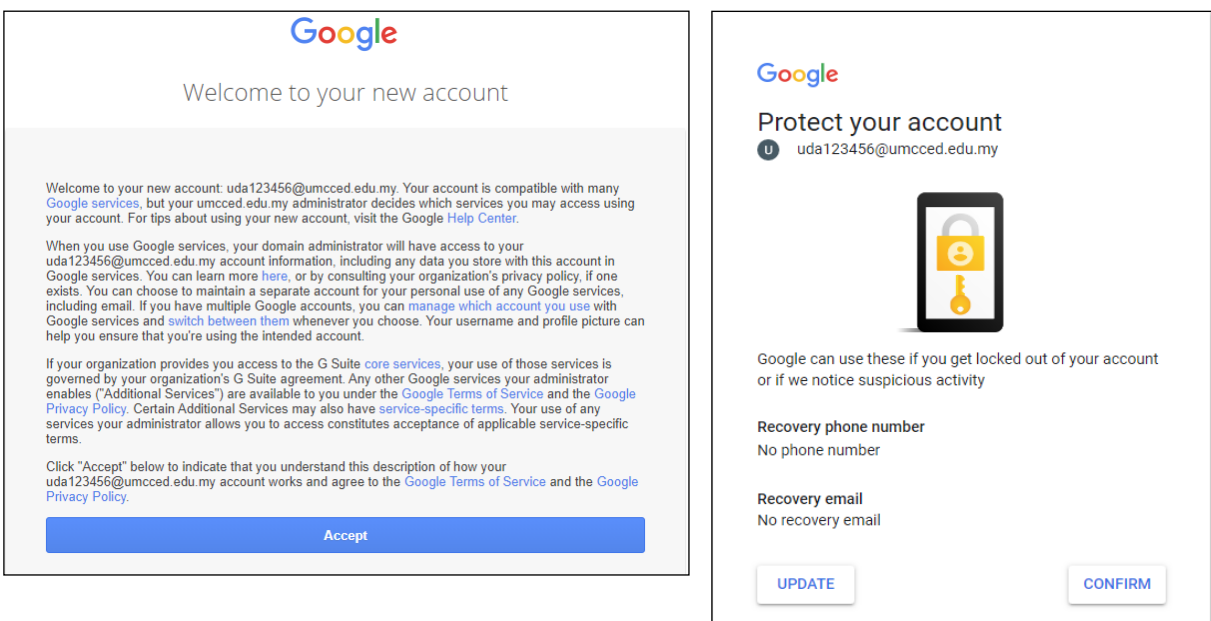 Google
Welcome to your new account
Welcome to your new account: uda123456@umcced.edu.my. Your account is compatible with many
Google services, but your umcced.edu.my administrator decides which services you may access using
your account. For tips about using your new account, visit the Google Help Center.
When you use Google services, your domain administrator will have access to your
uda123456@umcced.edu.my account information, including any data you store with this account in
Google services. You can learn more here, or by consulting your organization's privacy policy, if one
exists. You can choose to maintain a separate account for your personal use of any Google services,
including email. If you have multiple Google accounts, you can manage which account you use with
Google services and switch between them whenever you choose. Your username and profile picture can
help you ensure that you're using the intended account.
If your organization provides you access to the G Suite core services, your use of those services is
governed by your organization's G Suite agreement. Any other Google services your administrator
enables ("Additional Services") are available to you under the Google Terms of Service and the Google
Privacy Policy. Certain Additional Services may also have service-specific terms. Your use of any
services your administrator allows you to access constitutes acceptance of applicable service-specific
terms.
Click "Accept" below to indicate that you understand this description of how your
uda123456@umcced.edu.my account works and agree to the Google Terms of Service and the Google
Privacy Policy.
Accept
Google
Protect your account
U uda123456@umcced.edu.my
Google can use these if you get locked out of your account
or if we notice suspicious activity
Recovery phone number
No phone number
Recovery email
No recovery email
UPDATE CONFIRM